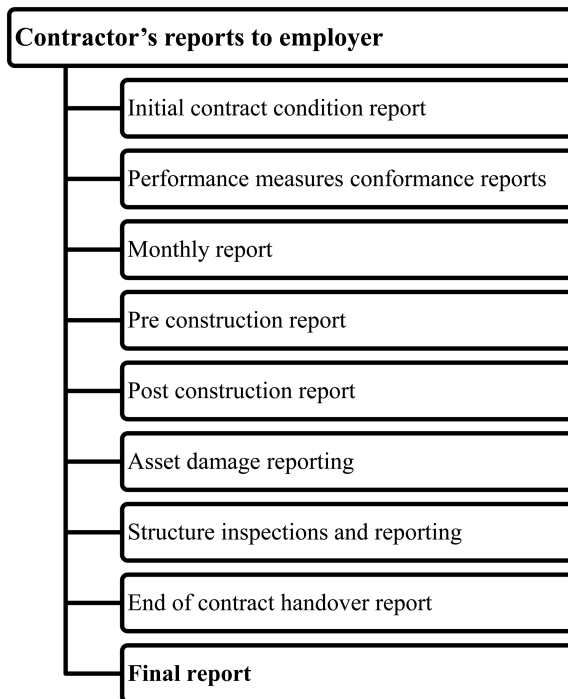 Contractor’s reports to employer
Initial contract condition report
Performance measures conformance reports
Monthly report
Pre construction report
Post construction report
Asset damage reporting
Structure inspections and reporting
End of contract handover report
Final report